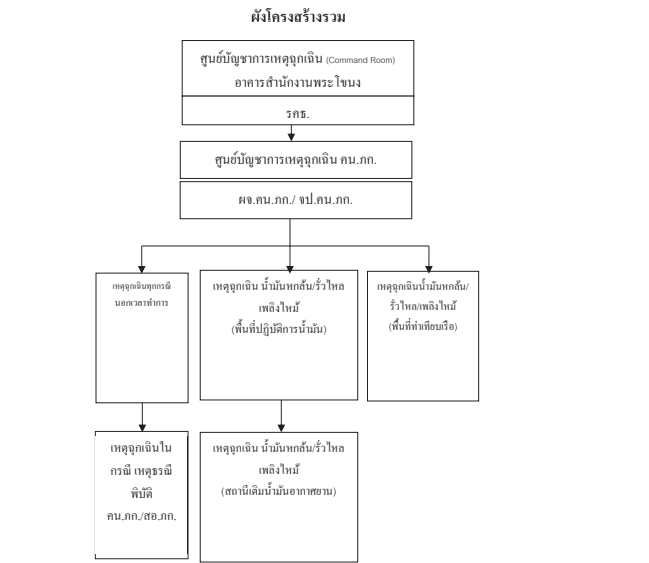 ผังโครงสร้างรวม
ศูนย์บัญชาการเหตุฉุกเฉิน (Command Room)
อาคารสำนักงานพระโขนง
รคธ.
ศูนย์บัญชาการเหตุฉุกเฉิน คน.ภก.
ผจ.คน.ภก./ จป.คน.ภก.
เหตุฉุกเฉินทุกกรณี
นอกเวลาทำการ
เหตุฉุกเฉิน น้ำมันหกล้น/รั่วไหล
เพลิงไหม้
(พื้นที่ปฎิบัติการน้ำมัน)
เหตุฉุกเฉินน้ำมันหกล้น/
รั่วไหล/เพลิงไหม้
(พื้นที่ท่าเทียบเรือ)
เหตุฉุกเฉินใน
กรณี เหตุธรณี
พิบัติ
คน.ภก./สอ.ภก.
เหตุฉุกเฉิน น้ำมันหกล้น/รั่วไหล
เพลิงไหม้
(สถานีเติมน้ำมันอากาศยาน)